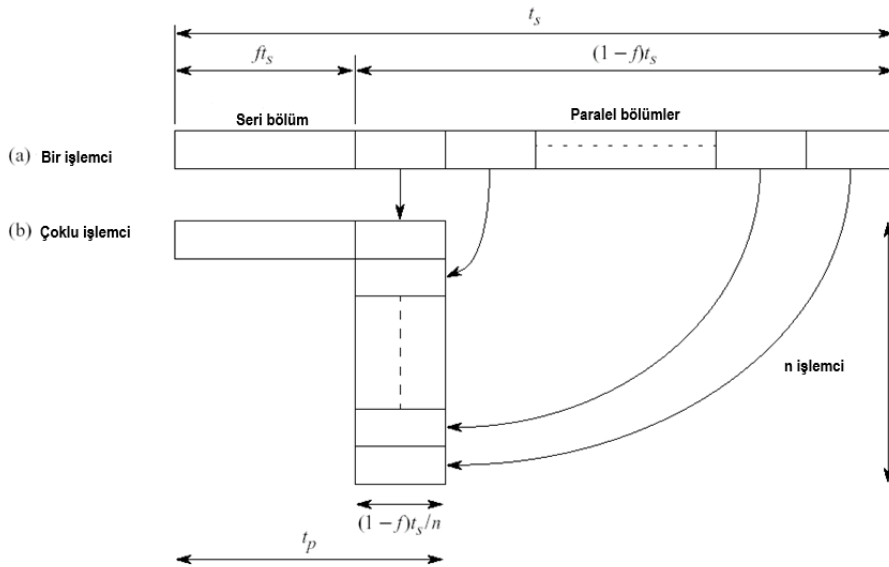 t_s
ft_s
(1 − f)t_s
Seri bölüm
Paralel bölümler
(a) Bir işlemci
(b) Çoklu işlemci
n işlemci
(1 − f)t_s/n
t_p